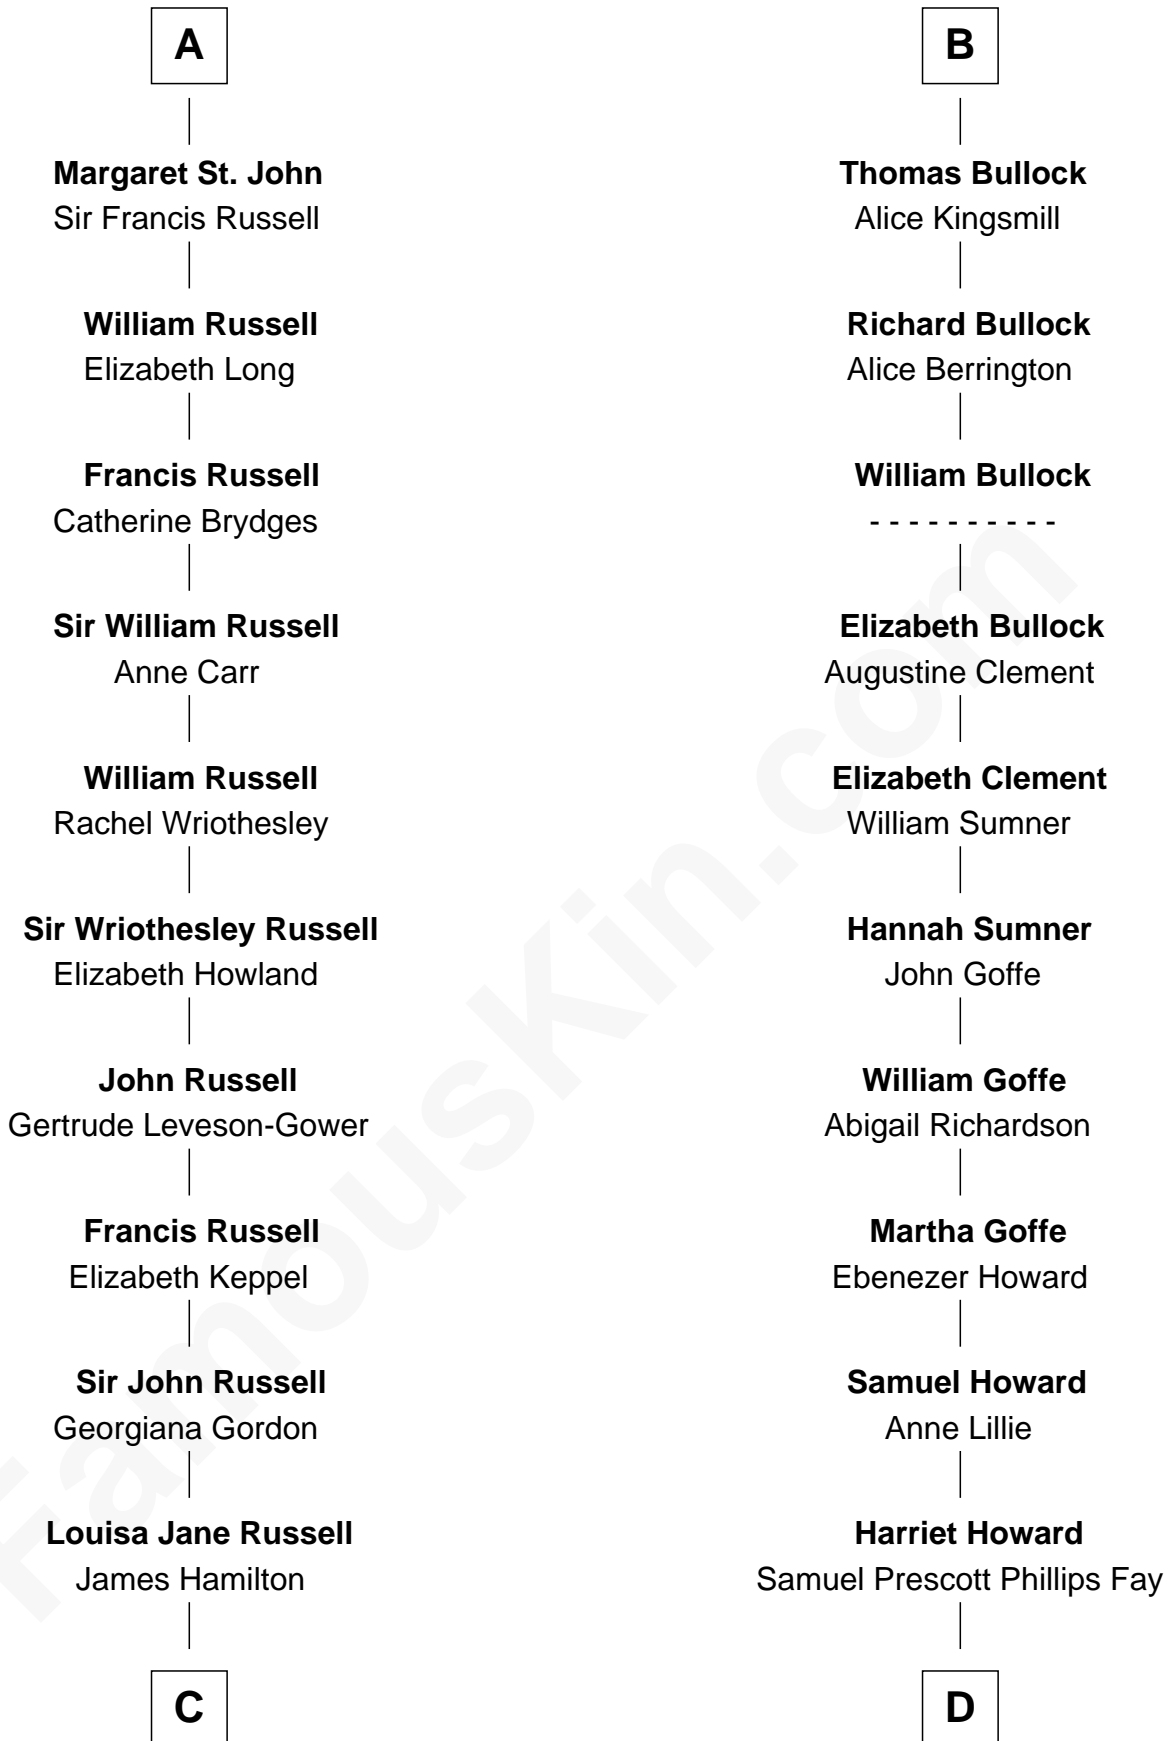 A
Margaret St. John
Sir Francis Russell
William Russell
Elizabeth Long
Francis Russell
Catherine Brydges
Sir William Russell
Anne Carr
William Russell
Rachel Wriothesley
Sir Wriothesley Russell
Elizabeth Howland
John Russell
Gertrude Leveson-Gower
Francis Russell
Elizabeth Keppel
Sir John Russell
Georgiana Gordon
Louisa Jane Russell
James Hamilton
C
B
Thomas Bullock
Alice Kingsmill
Richard Bullock
Alice Berrington
William Bullock
- - - - - - - - - -
Elizabeth Bullock
Augustine Clement
Elizabeth Clement
William Sumner
Hannah Sumner
John Goffe
William Goffe
Abigail Richardson
Martha Goffe
Ebenezer Howard
Samuel Howard
Anne Lillie
Harriet Howard
Samuel Prescott Phillips Fay
D
FamousKin.com